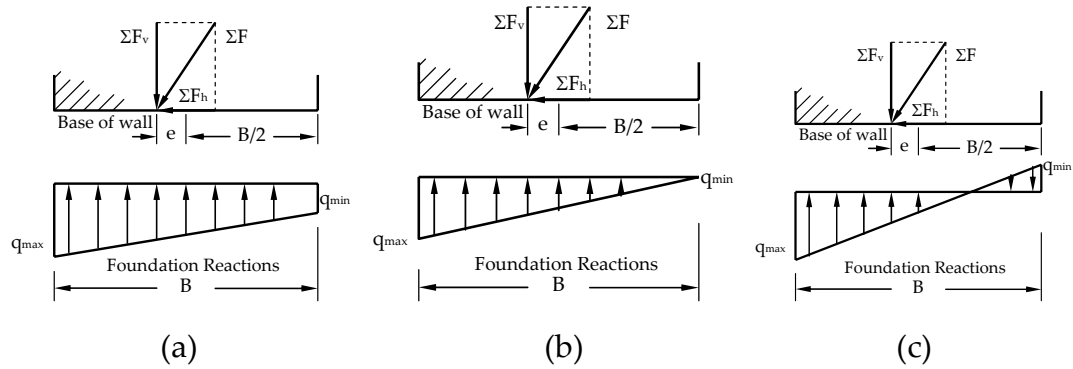 ΣFᵥ ΣF
ΣFₕ
Base of wall
e B/2
qmin
qmax
Foundation Reactions
B
(a)
ΣFᵥ ΣF
ΣFₕ
Base of wall
e B/2
qmin
qmax
Foundation Reactions
B
(b)
ΣFᵥ ΣF
ΣFₕ
Base of wall
e B/2
qmin
qmax
Foundation Reactions
B
(c)